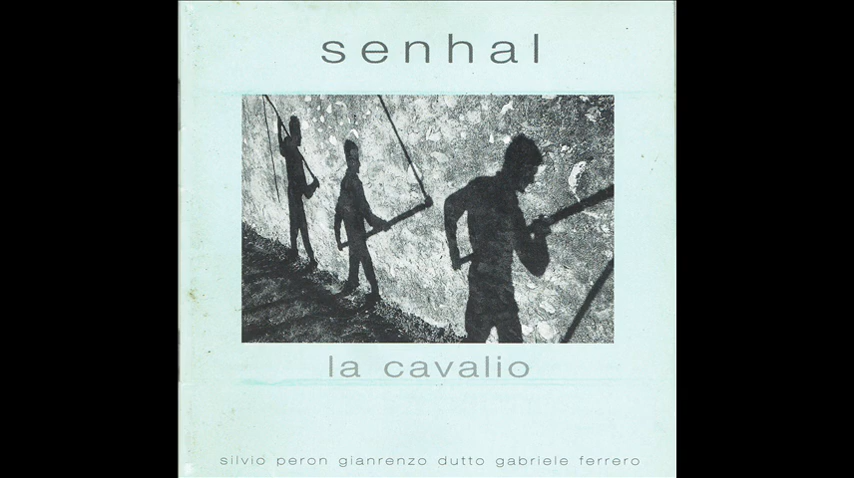 senhal
la cavalio
silvio peron gianrenzo dutto gabriele ferrero